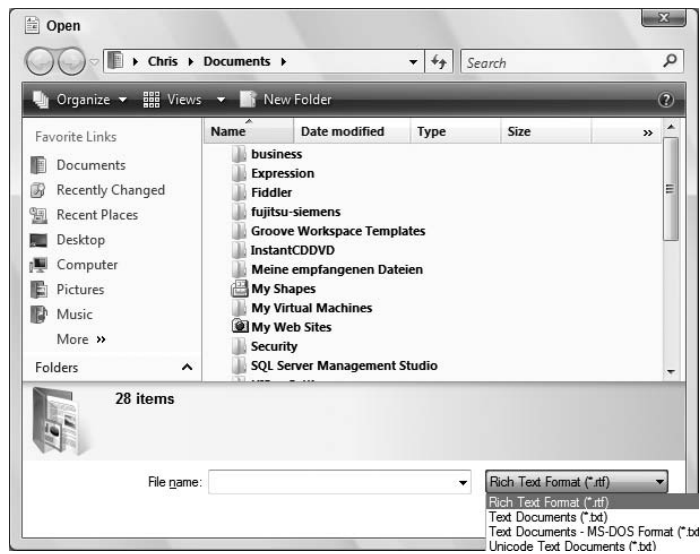 Open
Chris Documents Search
Organize Views New Folder
Favorite Links
Documents
Recently Changed
Recent Places
Desktop
Computer
Pictures
Music
More »
Folders
Name Date modified Type Size »
business
Expression
Fiddler
fujitsu-siemens
Groove Workspace Templates
InstantCDDVD
Meine empfangenen Dateien
My Shapes
My Virtual Machines
My Web Sites
Security
SQL Server Management Studio
28 items
File name: Rich Text Format (*.rtf)
Rich Text Format (*.rtf)
Text Documents (*.txt)
Text Documents - MS-DOS Format (*.txt
Unicode Text Documents (*.txt)